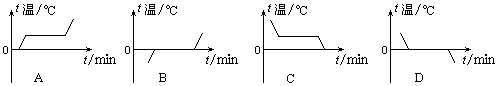 t温/℃ t温/℃ t温/℃ t温/℃
0 0 0 0
t/min t/min t/min t/min
A B C D